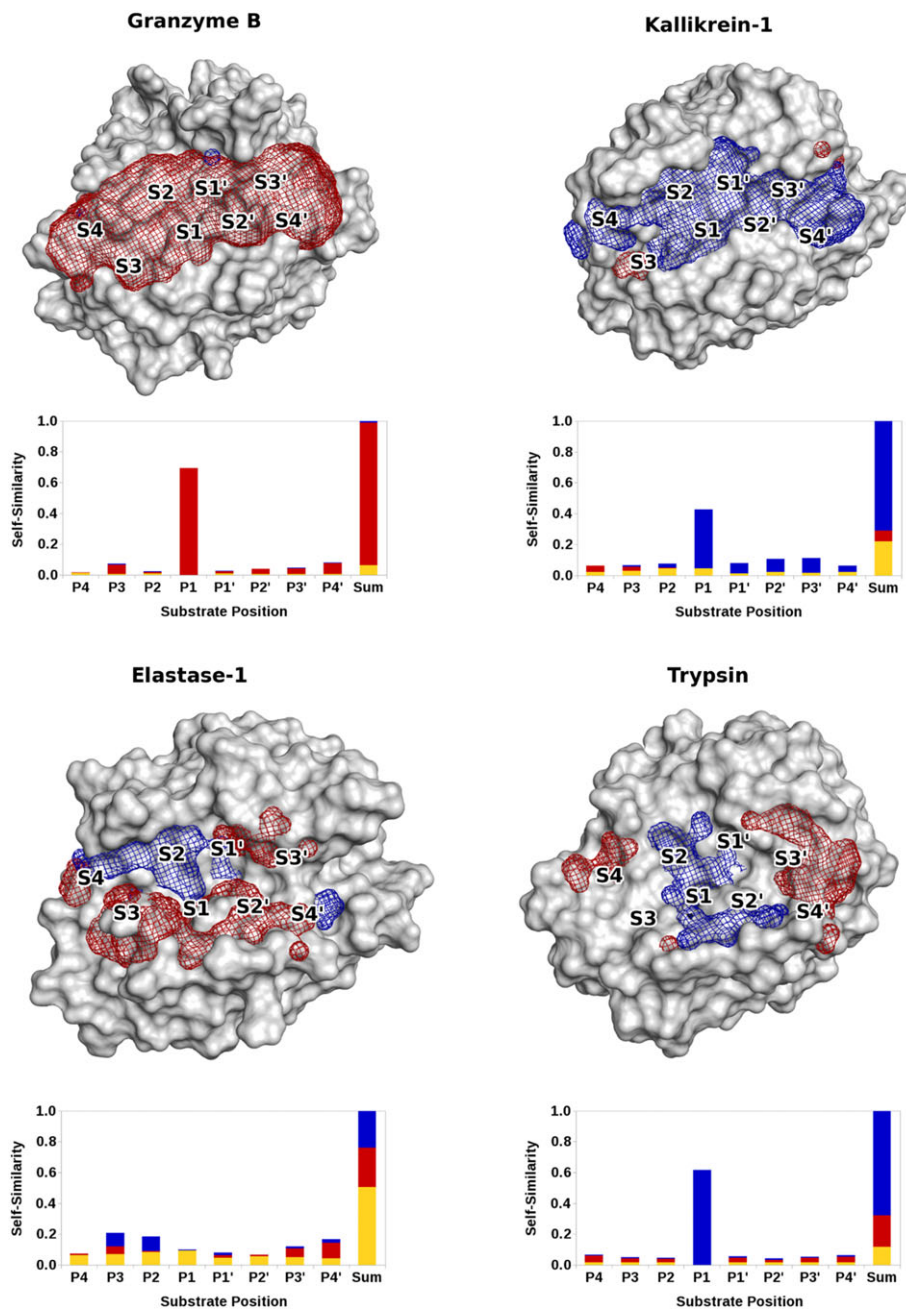 Granzyme B
Kallikrein-1
S4
S3
S2
S1
S1'
S2'
S3'
S4'
S4
S3
S2
S1
S1'
S2'
S3'
S4'
Self-Similarity
1.0
0.8
0.6
0.4
0.2
0.0
P4 P3 P2 P1 P1' P2' P3' P4' Sum
Substrate Position
Self-Similarity
1.0
0.8
0.6
0.4
0.2
0.0
P4 P3 P2 P1 P1' P2' P3' P4' Sum
Substrate Position
Elastase-1
Trypsin
S4
S3
S2
S1
S1'
S2'
S3'
S4'
S4
S3
S2
S1
S1'
S2'
S3'
S4'
Self-Similarity
1.0
0.8
0.6
0.4
0.2
0.0
P4 P3 P2 P1 P1' P2' P3' P4' Sum
Substrate Position
Self-Similarity
1.0
0.8
0.6
0.4
0.2
0.0
P4 P3 P2 P1 P1' P2' P3' P4' Sum
Substrate Position